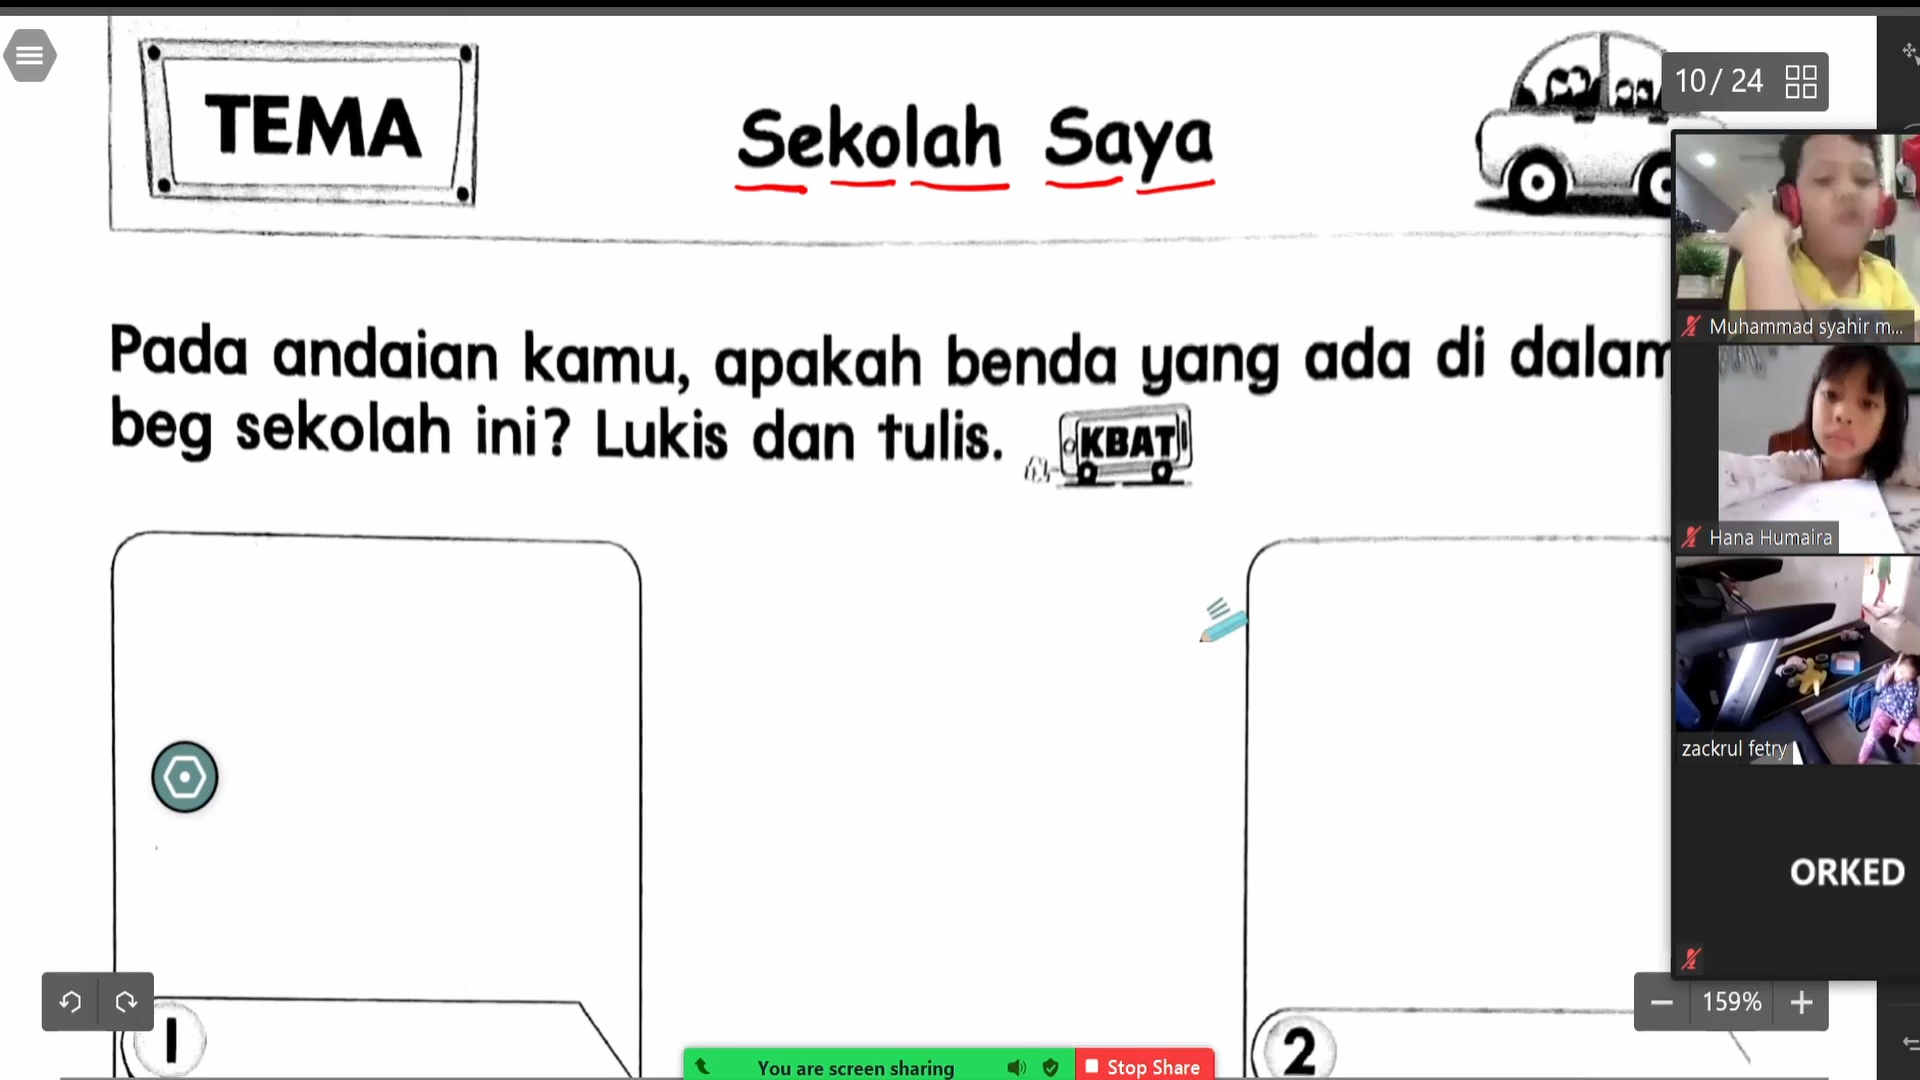 TEMA
Sekolah Saya
10 / 24
Pada andaian kamu, apakah benda yang ada di dalam
beg sekolah ini? Lukis dan tulis.
KBAT
Muhammad syahir m...
Hana Humaira
zackrul fetry
ORKED
1
2
159%
You are screen sharing
Stop Share